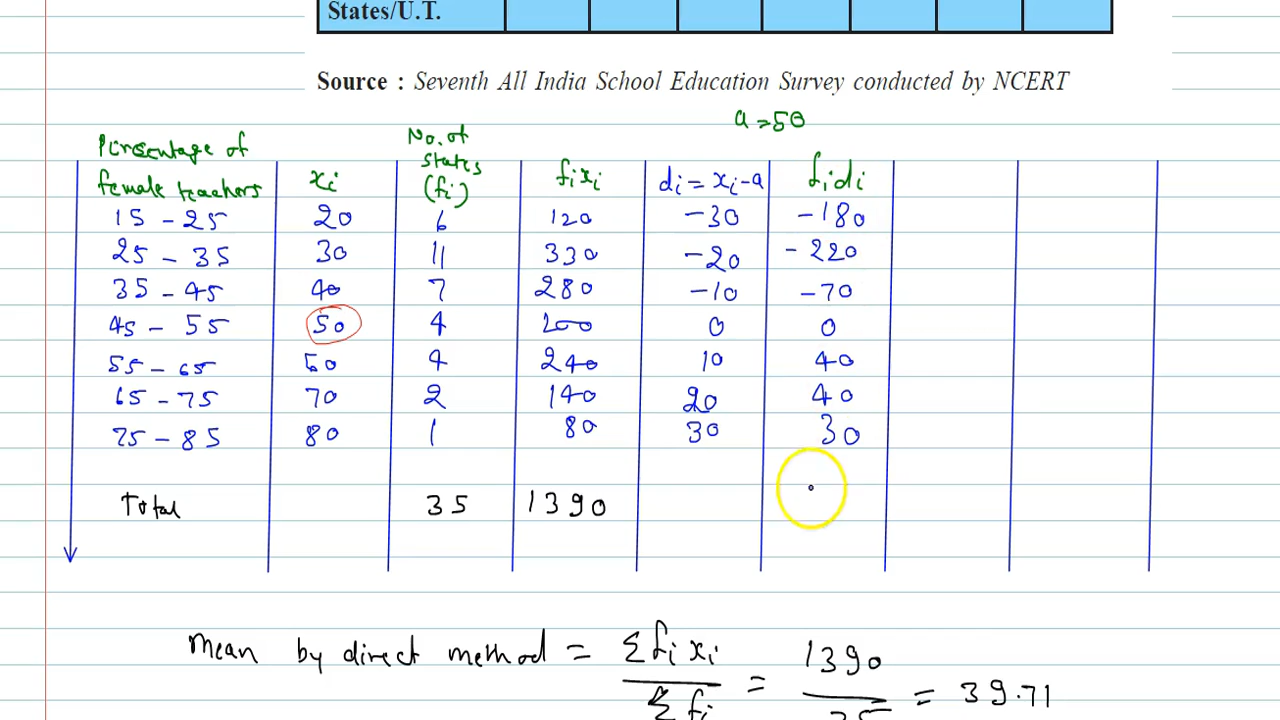 States/U.T.
Source : Seventh All India School Education Survey conducted by NCERT
a = 50
Percentage of female teachers | xi | No. of states (fi) | fixi | di = xi-a | fidi
15 - 25 | 20 | 6 | 120 | -30 | -180
25 - 35 | 30 | 11 | 330 | -20 | -220
35 - 45 | 40 | 7 | 280 | -10 | -70
45 - 55 | 50 | 4 | 200 | 0 | 0
55 - 65 | 60 | 4 | 240 | 10 | 40
65 - 75 | 70 | 2 | 140 | 20 | 40
75 - 85 | 80 | 1 | 80 | 30 | 30
Total | 35 | 1390
Mean by direct method = Σfixi / Σfi = 1390 / 35 = 39.71